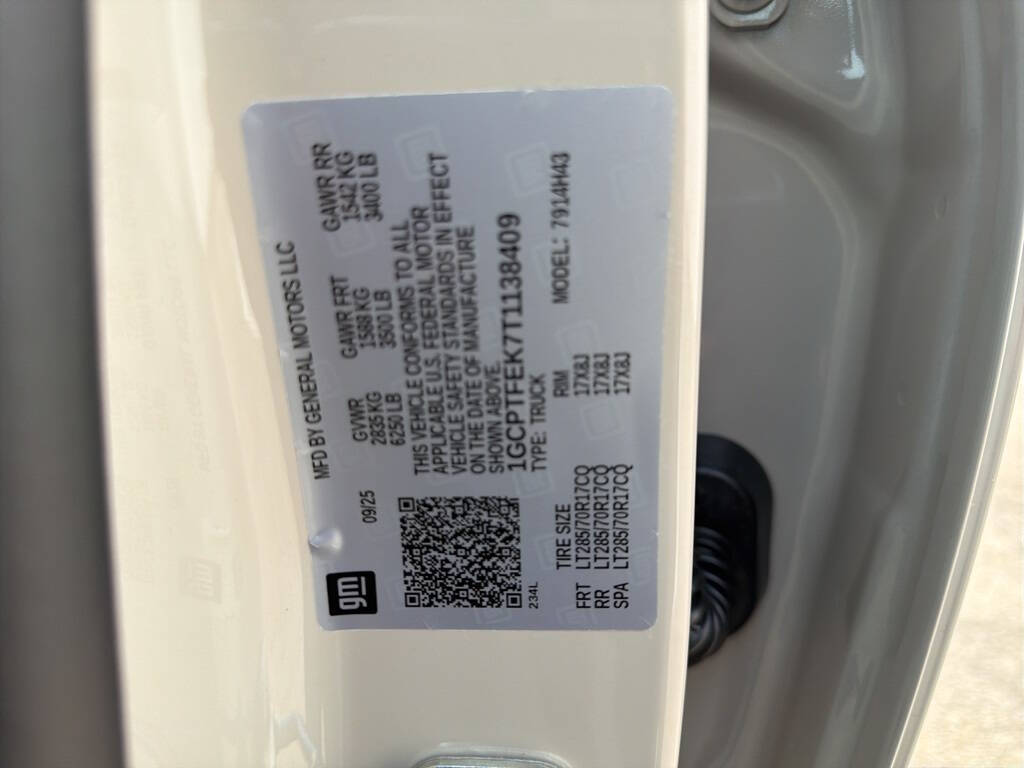 MFD BY GENERAL MOTORS LLC
09/25
GVWR GAWR FRT GAWR RR
2835 KG 1588 KG 1542 KG
6250 LB 3500 LB 3400 LB
THIS VEHICLE CONFORMS TO ALL
APPLICABLE U.S. FEDERAL MOTOR
VEHICLE SAFETY STANDARDS IN EFFECT
ON THE DATE OF MANUFACTURE
SHOWN ABOVE.
1GCPTFEK7T1138409
TYPE: TRUCK MODEL: 7914H43
gm
234L
TIRE SIZE RIM
FRT LT285/70R17CQ 17X8J
RR LT285/70R17CQ 17X8J
SPA LT285/70R17CQ 17X8J